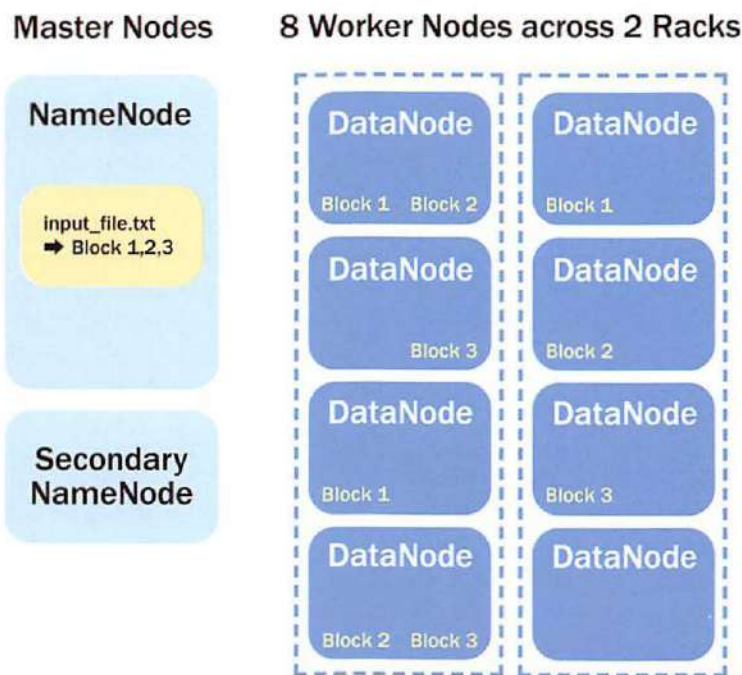 Master Nodes
8 Worker Nodes across 2 Racks
NameNode
input_file.txt
➡ Block 1,2,3
Secondary
NameNode
DataNode
Block 1 Block 2
DataNode
Block 3
DataNode
Block 1
DataNode
Block 2 Block 3
DataNode
Block 1
DataNode
Block 2
DataNode
Block 3
DataNode